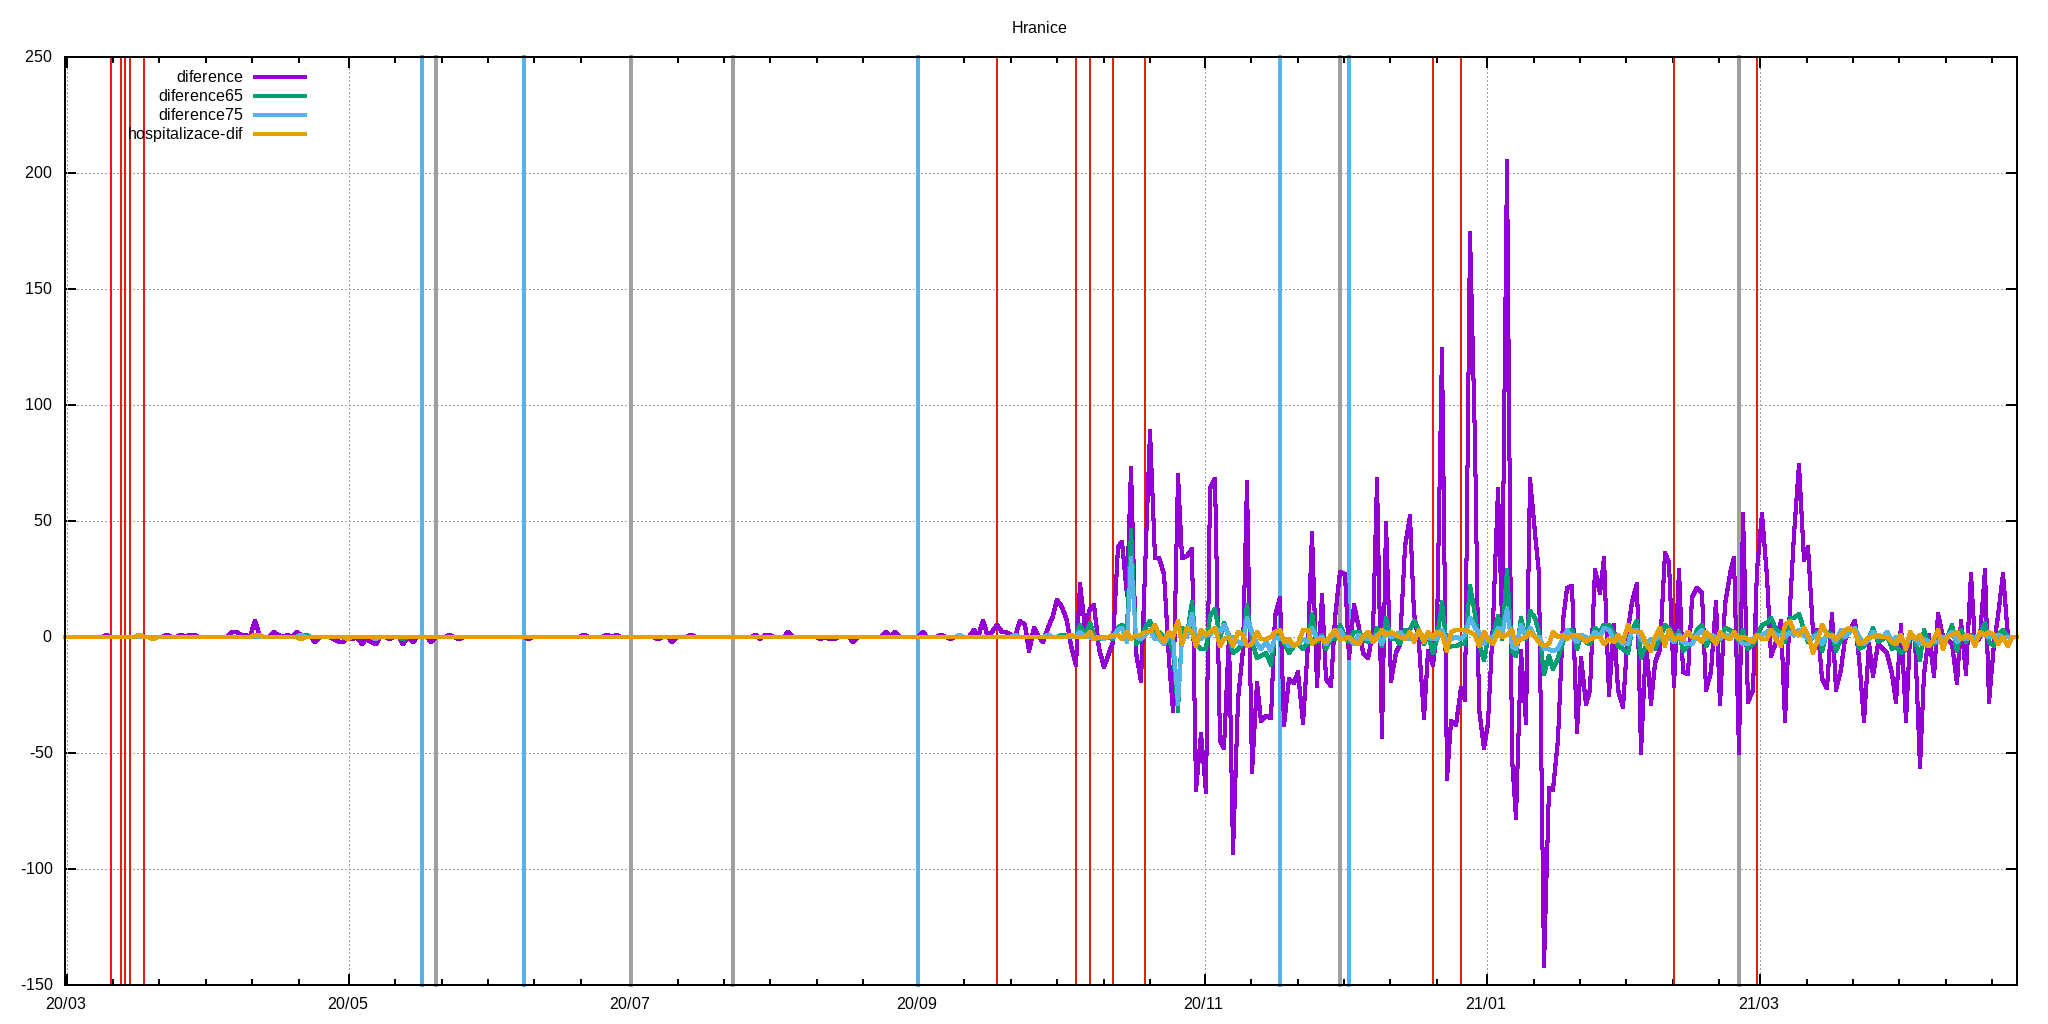 Hranice
250
200
150
100
50
0
-50
-100
-150
diference
diference65
diference75
hospitalizace-dif
20/03 20/05 20/07 20/09 20/11 21/01 21/03